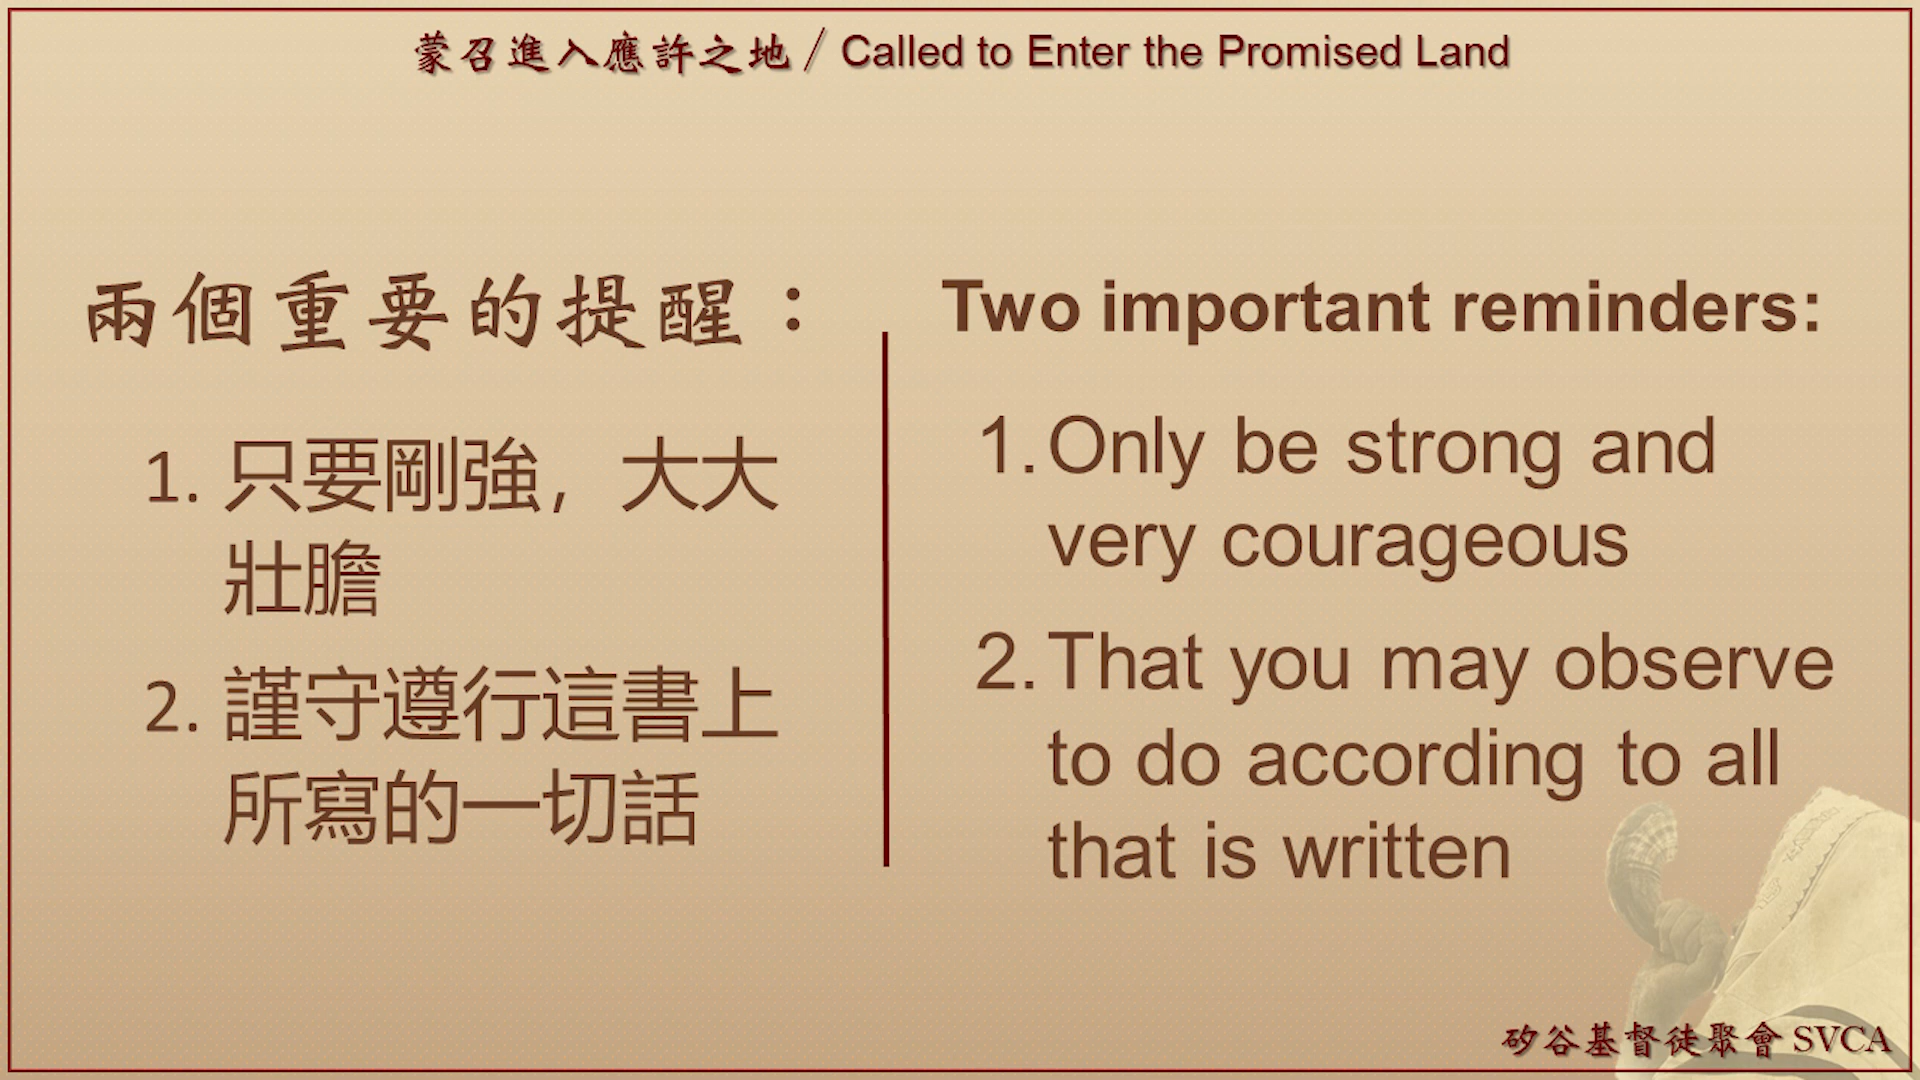 蒙召進入應許之地 / Called to Enter the Promised Land
兩個重要的提醒：
1. 只要剛強，大大
壯膽
2. 謹守遵行這書上
所寫的一切話
Two important reminders:
1. Only be strong and
very courageous
2. That you may observe
to do according to all
that is written
矽谷基督徒聚會 SVCA